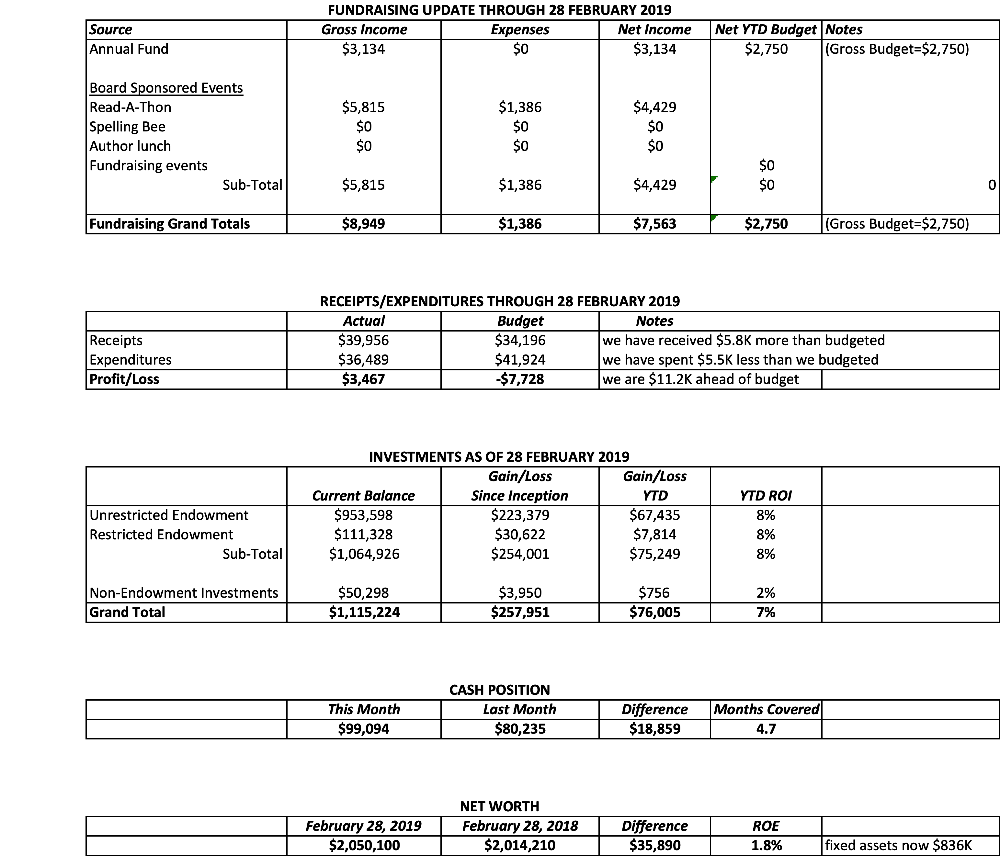 FUNDRAISING UPDATE THROUGH 28 FEBRUARY 2019
Source Gross Income Expenses Net Income Net YTD Budget Notes
Annual Fund $3,134 $0 $3,134 $2,750 (Gross Budget=$2,750)
Board Sponsored Events
Read-A-Thon $5,815 $1,386 $4,429
Spelling Bee $0 $0 $0
Author lunch $0 $0 $0
Fundraising events $0
Sub-Total $5,815 $1,386 $4,429 $0 0
Fundraising Grand Totals $8,949 $1,386 $7,563 $2,750 (Gross Budget=$2,750)
RECEIPTS/EXPENDITURES THROUGH 28 FEBRUARY 2019
Actual Budget Notes
Receipts $39,956 $34,196 we have received $5.8K more than budgeted
Expenditures $36,489 $41,924 we have spent $5.5K less than we budgeted
Profit/Loss $3,467 -$7,728 we are $11.2K ahead of budget
INVESTMENTS AS OF 28 FEBRUARY 2019
Gain/Loss Gain/Loss
Current Balance Since Inception YTD YTD ROI
Unrestricted Endowment $953,598 $223,379 $67,435 8%
Restricted Endowment $111,328 $30,622 $7,814 8%
Sub-Total $1,064,926 $254,001 $75,249 8%
Non-Endowment Investments $50,298 $3,950 $756 2%
Grand Total $1,115,224 $257,951 $76,005 7%
CASH POSITION
This Month Last Month Difference Months Covered
$99,094 $80,235 $18,859 4.7
NET WORTH
February 28, 2019 February 28, 2018 Difference ROE
$2,050,100 $2,014,210 $35,890 1.8% fixed assets now $836K